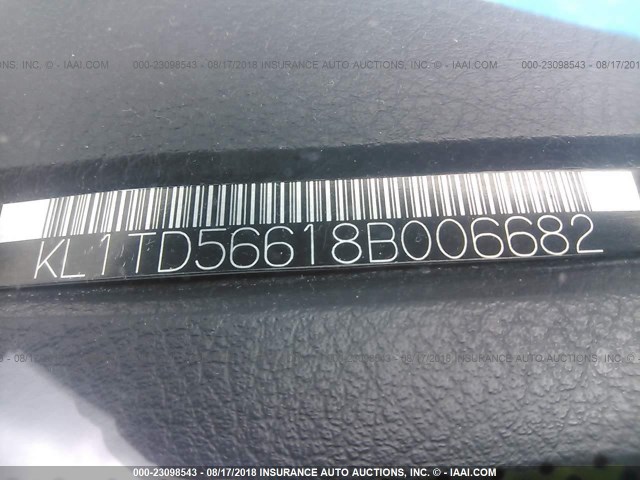 INSURANCE AUCTIONS, INC. - © IAAI.COM
000-23098543 - 08/17/2018 INSURANCE AUTO AUCTIONS, INC. - © IAAI.COM
000-23098543 - 08/17
KL1TD56618B006682
000-23098543 - 08/17/2018 INSURANCE AUTO AUCTIONS, INC. - © IAAI.COM
000-23098543 - 08/17/2018 INSURANCE AUTO AUCTIONS, INC. - © IAAI.COM